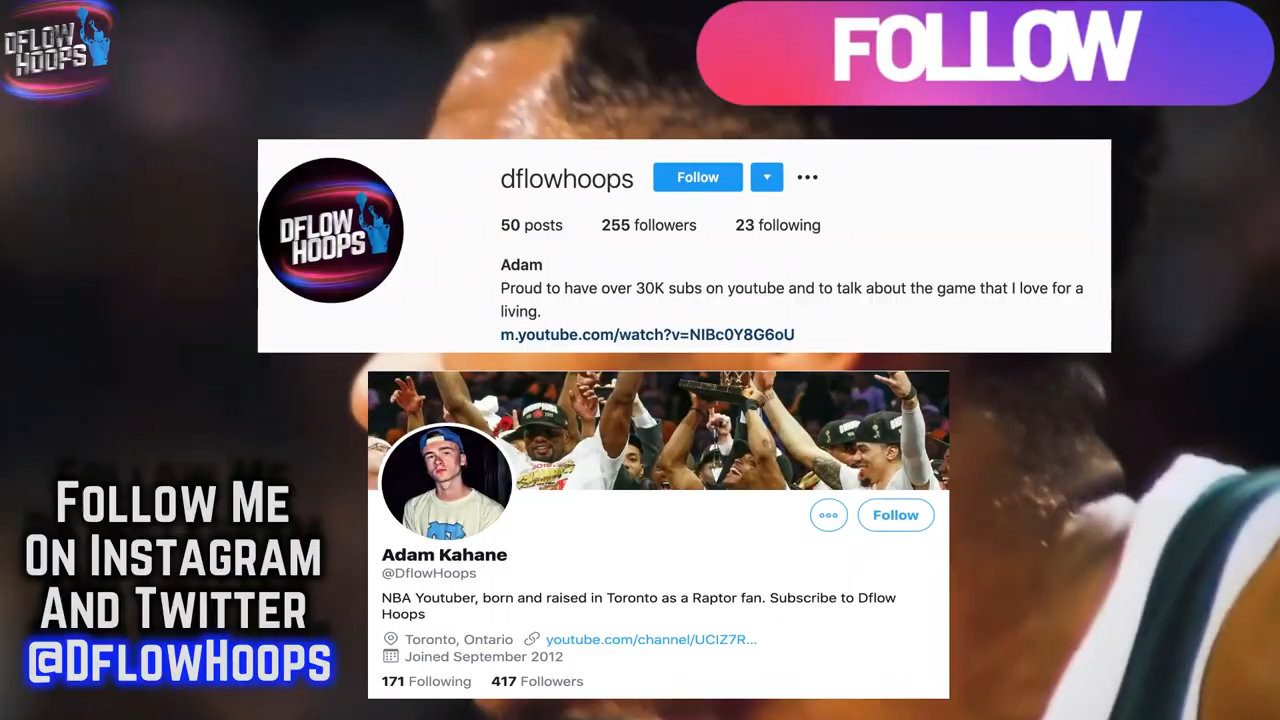 DFLOW
HOOPS
FOLLOW
dflowhoops Follow
50 posts 255 followers 23 following
DFLOW
HOOPS
Adam
Proud to have over 30K subs on youtube and to talk about the game that I love for a
living.
m.youtube.com/watch?v=NIBc0Y8G6oU
Follow
Adam Kahane
@DflowHoops
NBA Youtuber, born and raised in Toronto as a Raptor fan. Subscribe to Dflow
Hoops
Toronto, Ontario youtube.com/channel/UCIZ7R...
Joined September 2012
171 Following 417 Followers
FOLLOW ME
ON INSTAGRAM
AND TWITTER
@DFLOWHOOPS